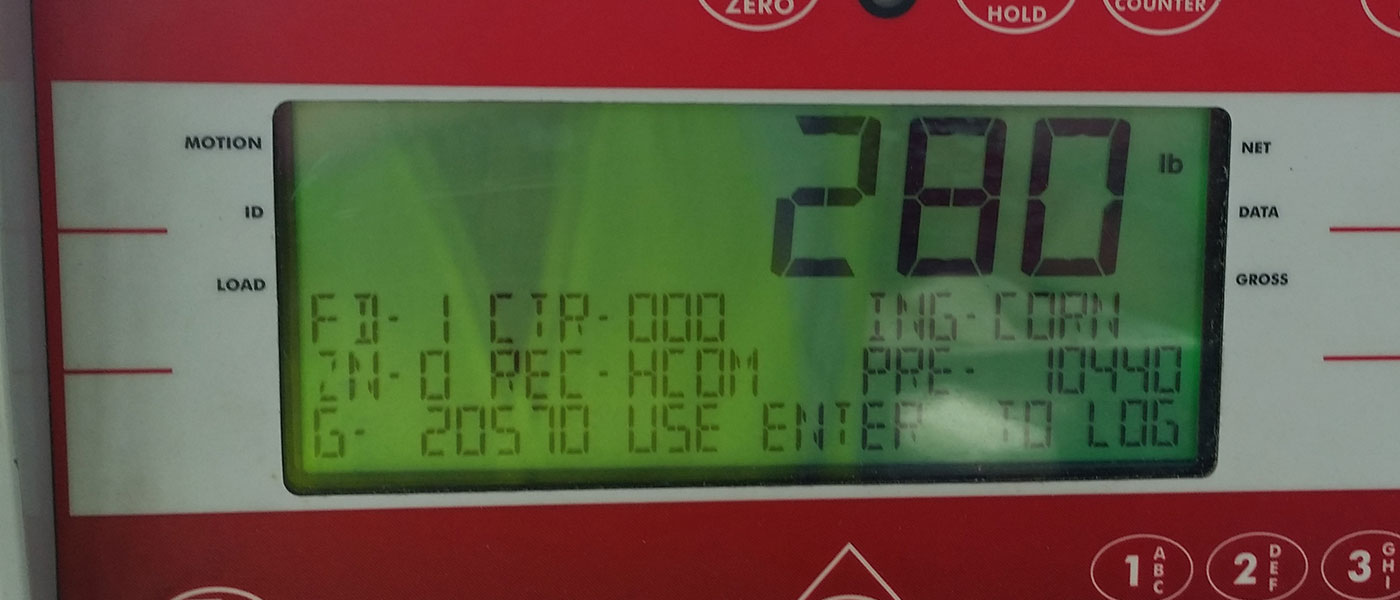 ZERO
HOLD
COUNTER
MOTION
ID
LOAD
280 lb
NET
DATA
GROSS
FD- 1 CTR-000 ING-CORN
ZN-0 REC-HCOM PRE- 10440
G- 20570 USE ENTER TO LOG
1 ABC
2 DEF
3 GHI